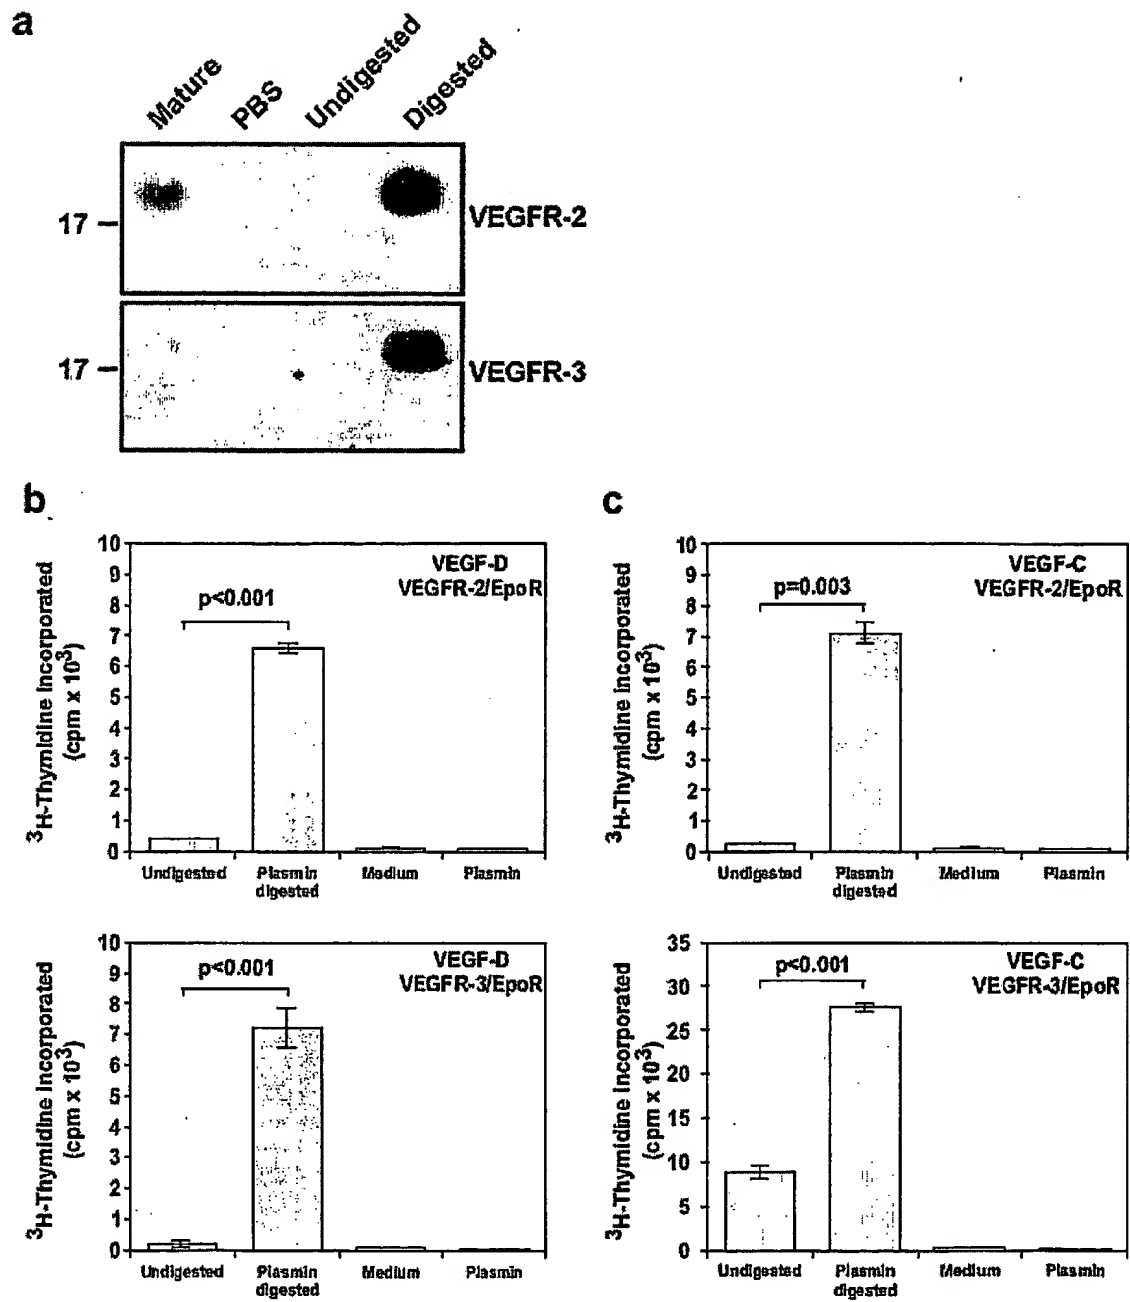 a
Mature PBS Undigested Digested
17
VEGFR-2
17
VEGFR-3
b
10
9
8
7
6
5
4
3
2
1
0
³H-Thymidine Incorporated
(cpm x 10³)
VEGF-D
VEGFR-2/EpoR
p<0.001
Undigested Plasmin digested Medium Plasmin
10
9
8
7
6
5
4
3
2
1
0
³H-Thymidine Incorporated
(cpm x 10³)
VEGF-D
VEGFR-3/EpoR
p<0.001
Undigested Plasmin digested Medium Plasmin
c
10
9
8
7
6
5
4
3
2
1
0
³H-Thymidine Incorporated
(cpm x 10³)
VEGF-C
VEGFR-2/EpoR
p=0.003
Undigested Plasmin digested Medium Plasmin
35
30
25
20
15
10
5
0
³H-Thymidine Incorporated
(cpm x 10³)
VEGF-C
VEGFR-3/EpoR
p<0.001
Undigested Plasmin digested Medium Plasmin